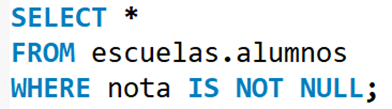 SELECT *
FROM escuelas.alumnos
WHERE nota IS NOT NULL;